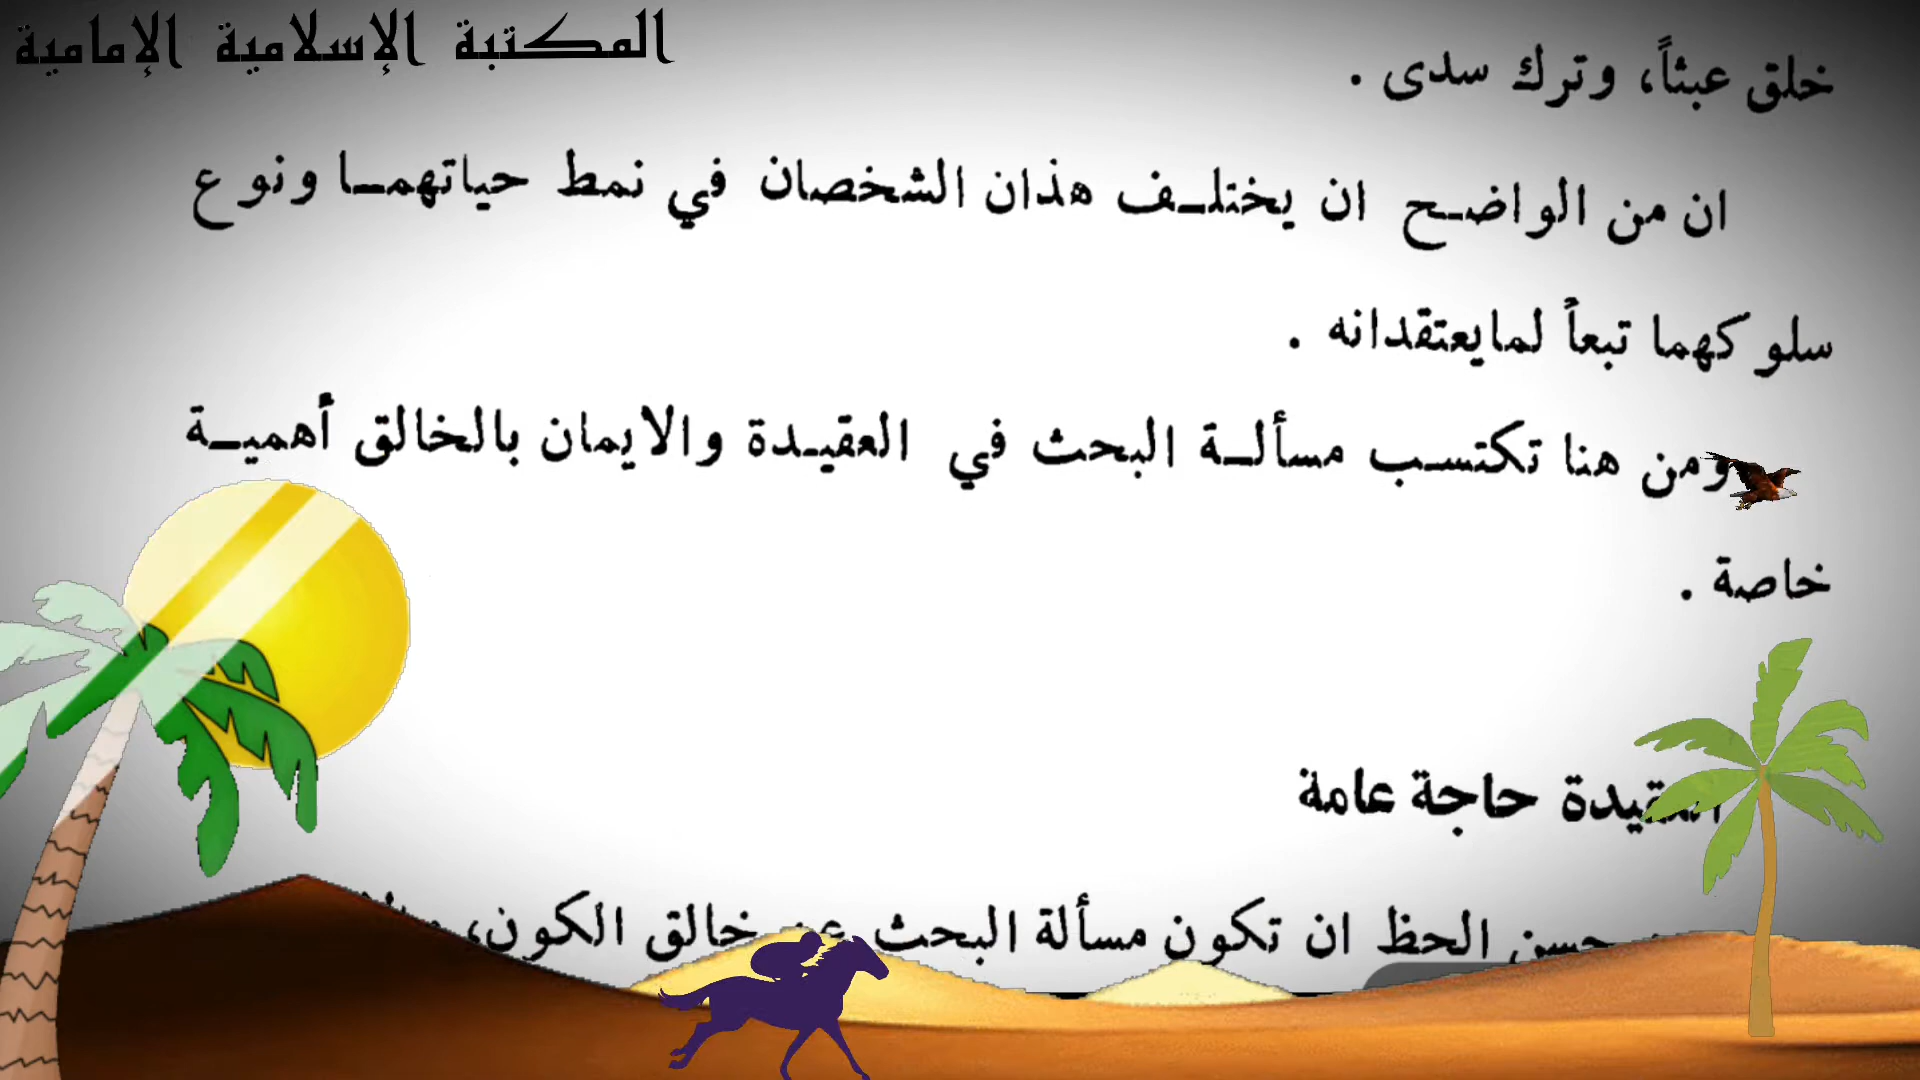 المكتبة الإسلامية الإمامية
خلق عبثاً، وترك سدى .
ان من الواضح ان يختلف هذان الشخصان في نمط حياتهما ونوع
سلوكهما تبعاً لمايعتقدانه .
ومن هنا تكتسب مسألة البحث في العقيدة والايمان بالخالق أهمية
خاصة .
العقيدة حاجة عامة
حسن الحظ ان تكون مسألة البحث عن خالق الكون،